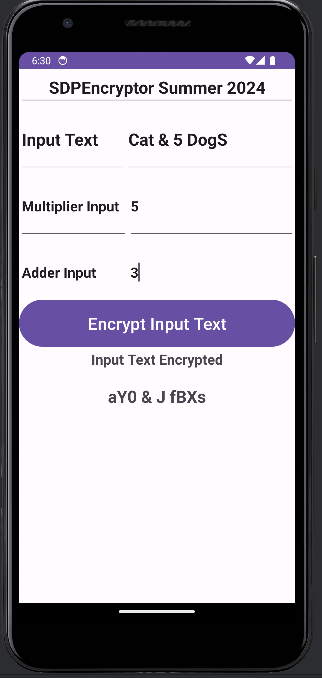 6:30
SDPEncryptor Summer 2024
Input Text Cat & 5 DogS
Multiplier Input 5
Adder Input 3
Encrypt Input Text
Input Text Encrypted
aY0 & J fBXs